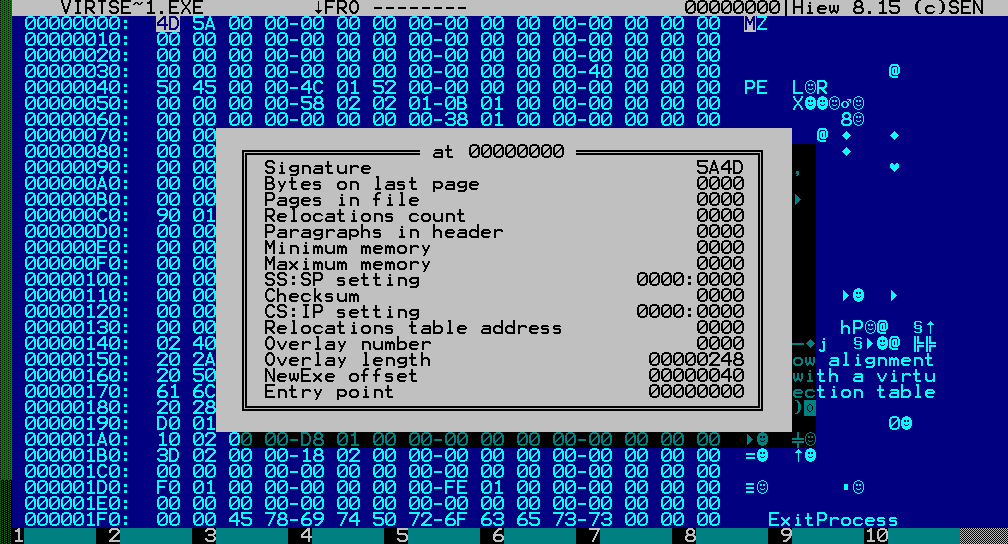 VIRTSE~1.EXE ↓FRO -------- 00000000|Hiew 8.15 (c)SEN
00000000: 4D 5A 00 00-00 00 00 00-00 00 00 00-00 00 00 00 MZ
00000010: 00 00 00 00-00 00 00 00-00 00 00 00-00 00 00 00
00000020: 00 00 00 00-00 00 00 00-00 00 00 00-00 00 00 00
00000030: 00 00 00 00-00 00 00 00-00 00 00 00-40 00 00 00 @
00000040: 50 45 00 00-4C 01 52 00-00 00 00 00-00 00 00 00 PE L☺R
00000050: 00 00 00 00-58 02 02 01-0B 01 00 00-00 00 00 00 X☻☻☺♂☺
00000060: 00 00 00 00-00 00 00 00-38 01 00 00-00 00 00 00 8☺
00000070: 00 00 @ ♦ ♦
00000080: 00 00 ♦
00000090: 00 00 , ♥
000000A0: 00 00
000000B0: 00 00 ►
000000C0: 90 01
000000D0: 00 00
000000E0: 00 00
000000F0: 00 00
00000100: 00 00
00000110: 00 00 ►☻ ►
00000120: 00 00
00000130: 00 00 hP☺@ §↑
00000140: 02 40 ─♦j §►☻@ ╠╠
00000150: 20 2A ow alignment
00000160: 20 50 with a virtu
00000170: 61 6C ection table
00000180: 20 28 )◙
00000190: D0 01 0☻
at 00000000
Signature 5A4D
Bytes on last page 0000
Pages in file 0000
Relocations count 0000
Paragraphs in header 0000
Minimum memory 0000
Maximum memory 0000
SS:SP setting 0000:0000
Checksum 0000
CS:IP setting 0000:0000
Relocations table address 0000
Overlay number 0000
Overlay length 00000248
NewExe offset 00000040
Entry point 00000000
000001A0: 10 02 00 00-D8 01 00 00-00 00 00 00-00 00 00 00 ►☻ ╪☺
000001B0: 3D 02 00 00-18 02 00 00-00 00 00 00-00 00 00 00 =☻ ↑☻
000001C0: 00 00 00 00-00 00 00 00-00 00 00 00-00 00 00 00
000001D0: F0 01 00 00-00 00 00 00-FE 01 00 00-00 00 00 00 ≡☺ ■☺
000001E0: 00 00 00 00-00 00 00 00-00 00 00 00-00 00 00 00
000001F0: 00 00 45 78-69 74 50 72-6F 63 65 73-73 00 00 00 ExitProcess
1 2 3 4 5 6 7 8 9 10